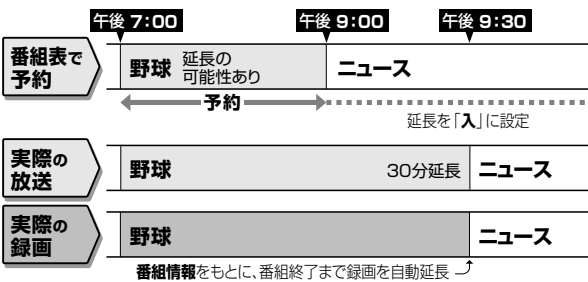 午後 7:00 午後 9:00 午後 9:30
番組表で
予約
野球 延長の
可能性あり
ニュース
予約
延長を「入」に設定
実際の
放送
野球 30分延長 ニュース
実際の
録画
野球 ニュース
番組情報をもとに、番組終了まで録画を自動延長